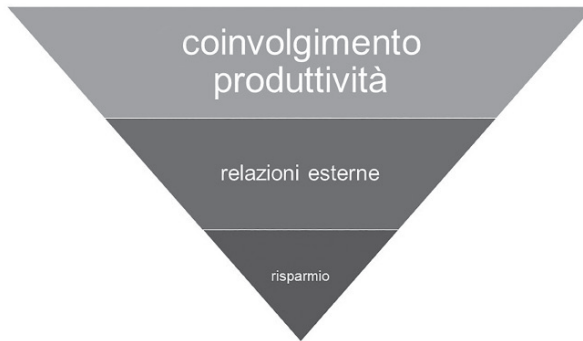 coinvolgimento
produttività
relazioni esterne
risparmio